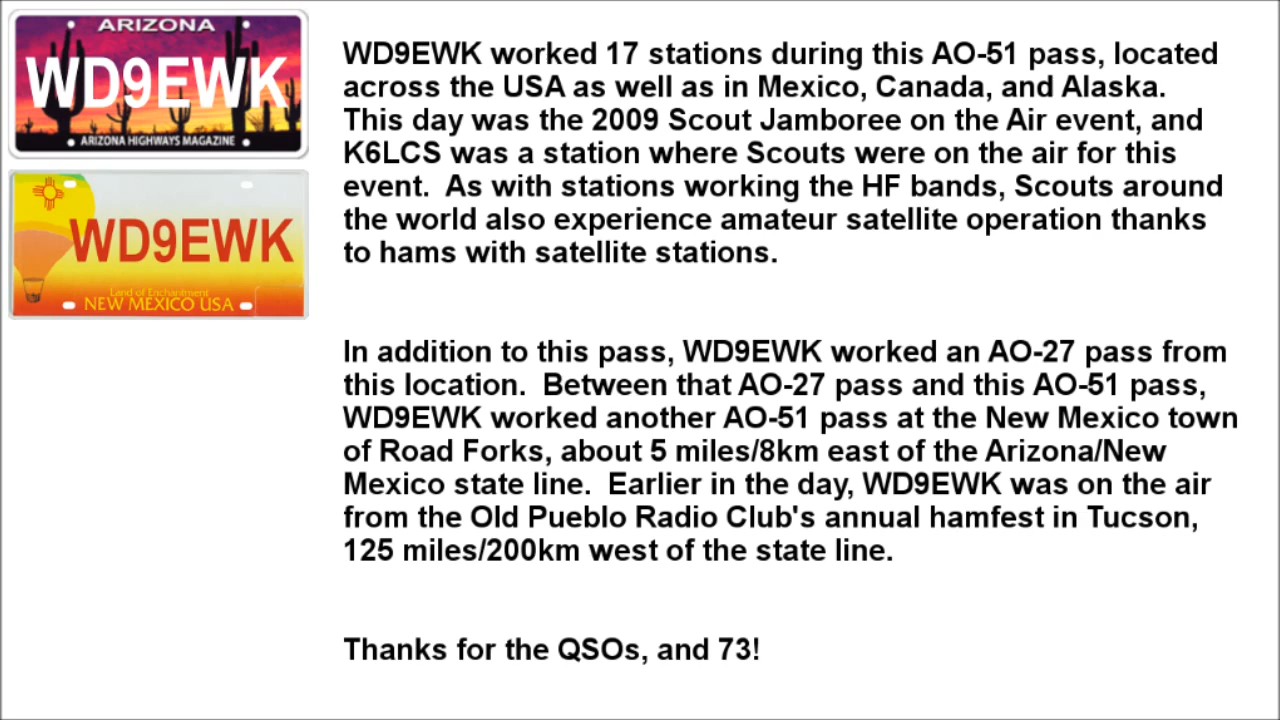 ARIZONA
WD9EWK
ARIZONA HIGHWAYS MAGAZINE
WD9EWK
Land of Enchantment
NEW MEXICO USA
WD9EWK worked 17 stations during this AO-51 pass, located
across the USA as well as in Mexico, Canada, and Alaska.
This day was the 2009 Scout Jamboree on the Air event, and
K6LCS was a station where Scouts were on the air for this
event.  As with stations working the HF bands, Scouts around
the world also experience amateur satellite operation thanks
to hams with satellite stations.
In addition to this pass, WD9EWK worked an AO-27 pass from
this location.  Between that AO-27 pass and this AO-51 pass,
WD9EWK worked another AO-51 pass at the New Mexico town
of Road Forks, about 5 miles/8km east of the Arizona/New
Mexico state line.  Earlier in the day, WD9EWK was on the air
from the Old Pueblo Radio Club's annual hamfest in Tucson,
125 miles/200km west of the state line.
Thanks for the QSOs, and 73!